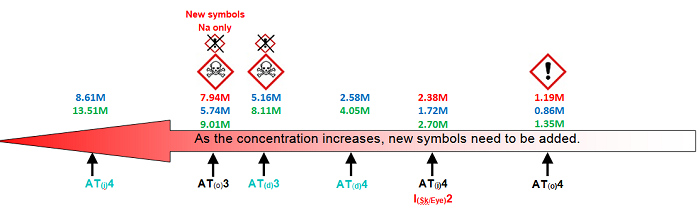 New symbols
Na only
8.61M
13.51M
7.94M
5.74M
9.01M
5.16M
8.11M
2.58M
4.05M
2.38M
1.72M
2.70M
1.19M
0.86M
1.35M
As the concentration increases, new symbols need to be added.
AT(j)4
AT(o)3
AT(d)3
AT(d)4
AT(i)4
I(Sk/Eye)2
AT(o)4